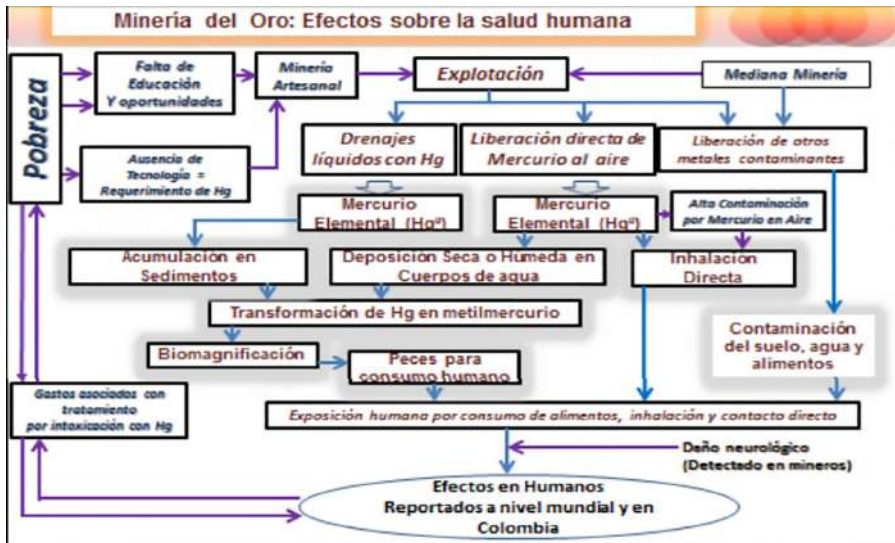 Minería del Oro: Efectos sobre la salud humana
Pobreza
Falta de
Educación
Y oportunidades
Minería
Artesanal
Explotación
Mediana Minería
Ausencia de
Tecnología =
Requerimiento de Hg
Drenajes
líquidos con Hg
Liberación directa de
Mercurio al aire
Liberación de otros
metales contaminantes
Mercurio
Elemental (Hg⁰)
Mercurio
Elemental (Hg⁰)
Alta Contaminación
por Mercurio en Aire
Acumulación en
Sedimentos
Deposición Seca o Húmeda en
Cuerpos de agua
Inhalación
Directa
Transformación de Hg en metilmercurio
Contaminación
del suelo, agua y
alimentos
Biomagnificación
Peces para
consumo humano
Gastos asociados con
tratamiento
por intoxicación con Hg
Exposición humana por consumo de alimentos, inhalación y contacto directo
Daño neurológico
(Detectado en mineros)
Efectos en Humanos
Reportados a nivel mundial y en
Colombia